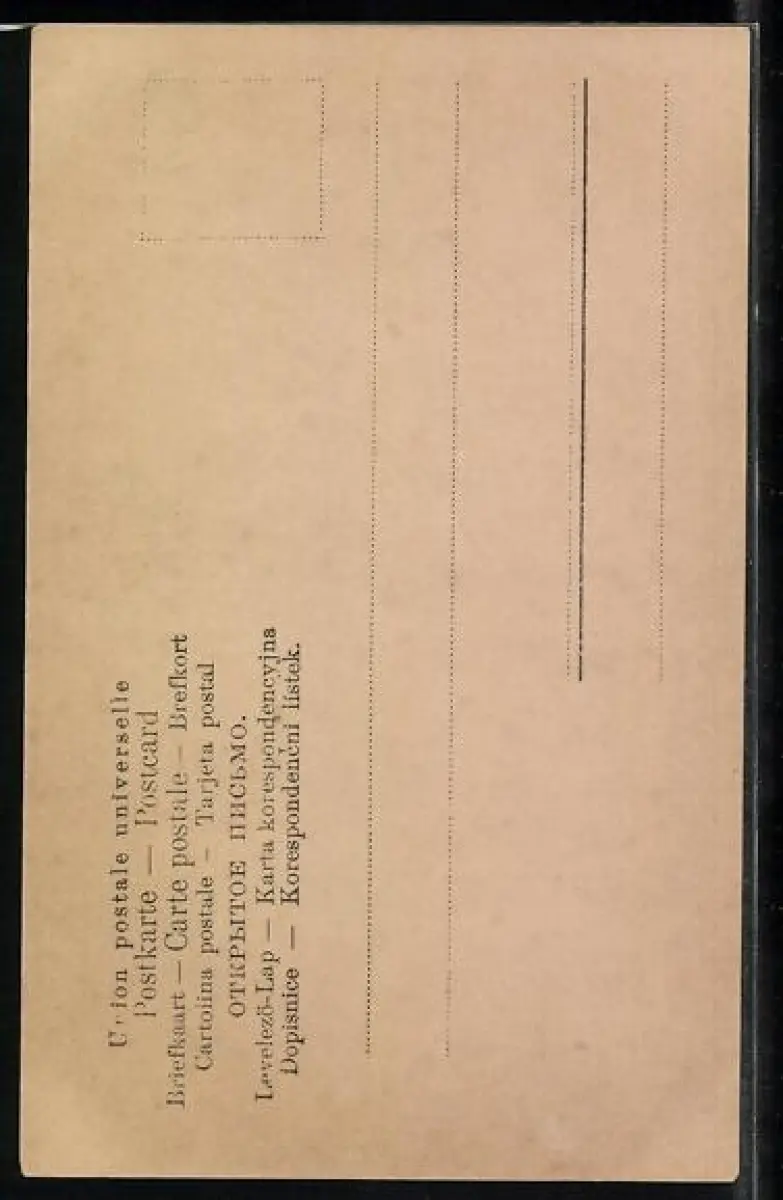 Union postale universelle
Postkarte — Postcard
Briefkaart — Carte postale — Brefkort
Cartolina postale — Tarjeta postal
ОТКРЫТОЕ ПИСЬМО.
Levelező-Lap — Karta korespondencyjna
Dopisnice — Korespondenční lístek.